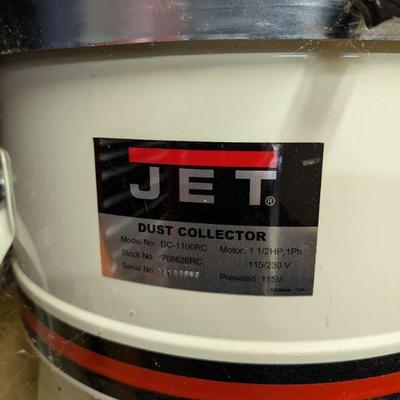 JET®
DUST COLLECTOR
Model No: DC-1100RC Motor: 1 1/2HP,1Ph
Stock No: 708626RC 115/230 V
Serial No: Prewired 115V
TAIWAN